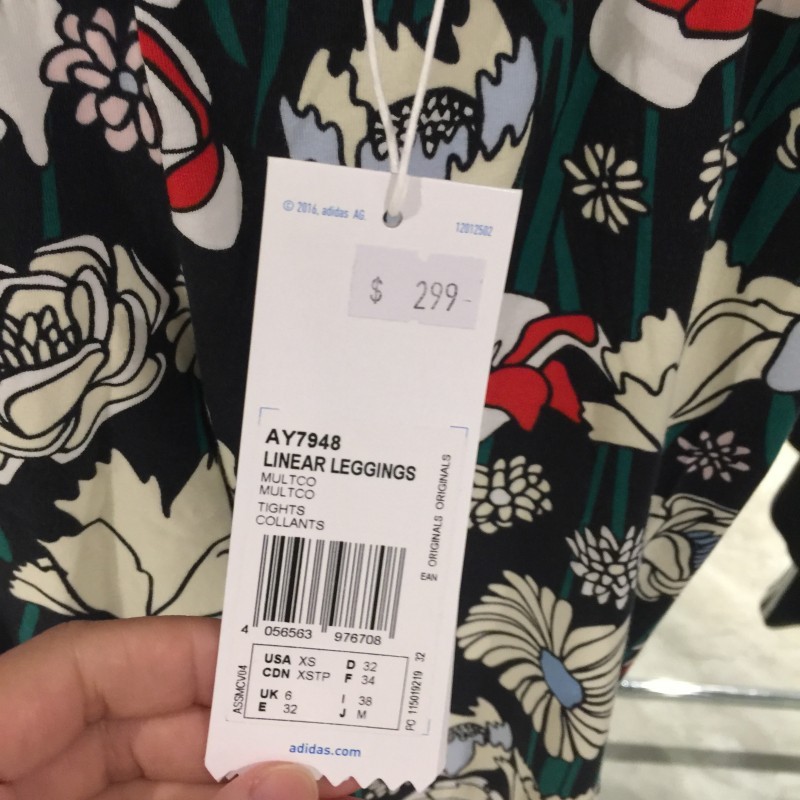 © 2016, adidas AG.
12012502
$ 299-
AY7948
LINEAR LEGGINGS
MULTCO
MULTCO
TIGHTS
COLLANTS
ORIGINALS ORIGINALS
EAN
4 056563 976708
USA XS D 32
CDN XSTP F 34
UK 6 I 38
E 32 J M
ASSMCV04
PO 115019219 32
adidas.com